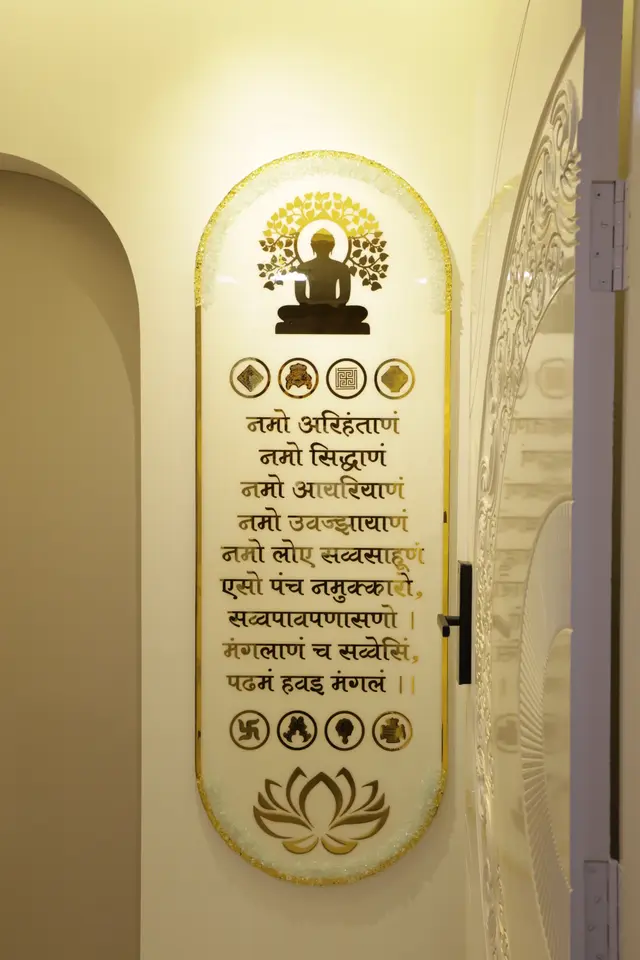 नमो अरिहंताणं
नमो सिद्धाणं
नमो आयरियाणं
नमो उवज्झायाणं
नमो लोए सव्वसाहूणं
एसो पंच नमुक्कारो,
सव्वपावपणासणो |
मंगलाणं च सव्वेसिं,
पढमं हवइ मंगलं ||